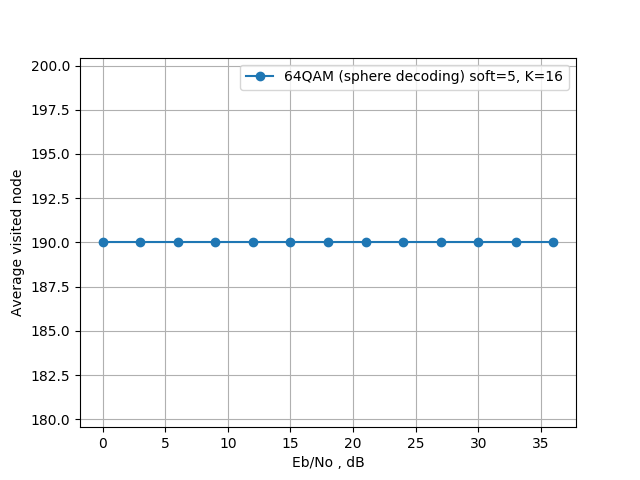 64QAM (sphere decoding) soft=5, K=16
Average visited node
200.0
197.5
195.0
192.5
190.0
187.5
185.0
182.5
180.0
0 5 10 15 20 25 30 35
Eb/No , dB